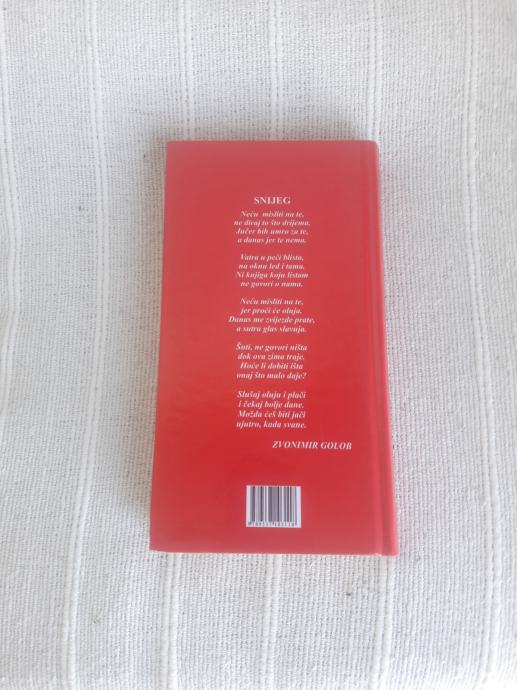 SNIJEG
Neću misliti na te,
ne diraj to što drijema.
Jučer bih umro za te,
a danas jer te nema.
Vatra u peći blista,
na oknu led i tama.
Ni knjiga koju listam
ne govori o nama.
Neću misliti na te,
jer proći će oluja.
Danas me zvijezde prate,
a sutra glas slavuja.
Šuti, ne govori ništa
dok ova zima traje.
Hoće li dobiti išta
onaj što malo daje?
Slušaj oluju i plači
i čekaj bolje dane.
Možda ćeš biti jači
ujutro, kada svane.
ZVONIMIR GOLOB